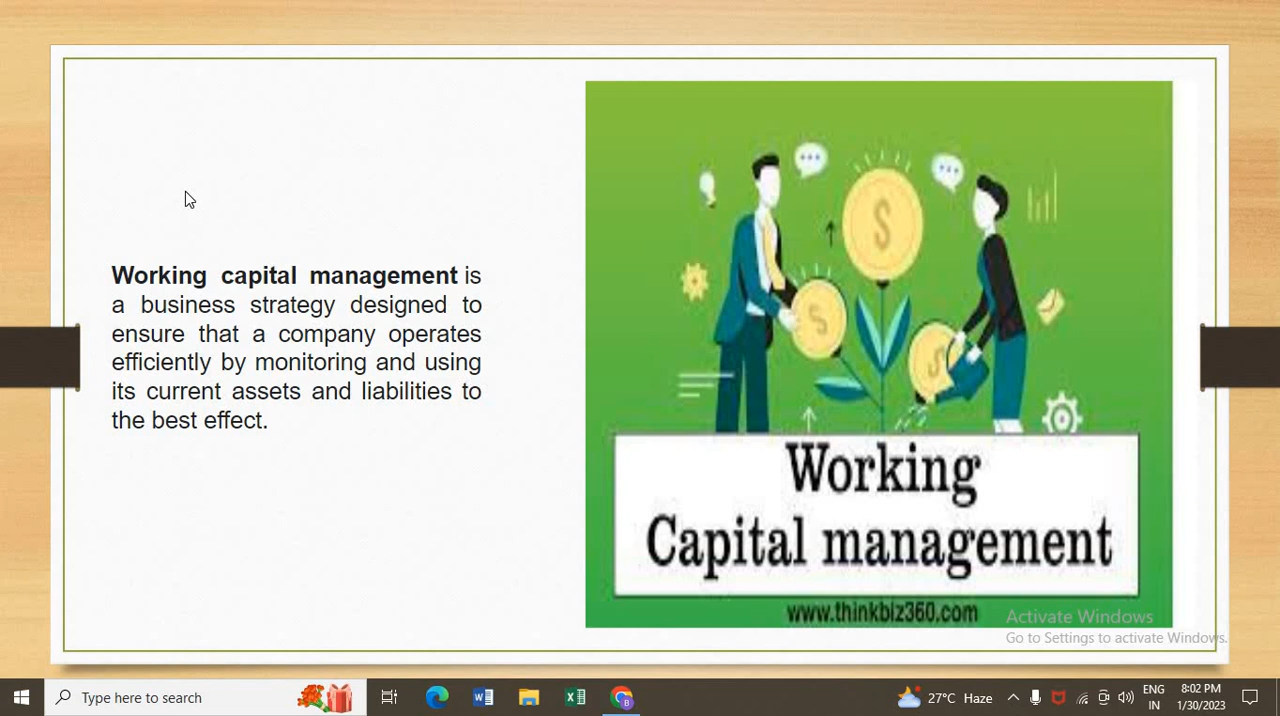 Working capital management is
a business strategy designed to
ensure that a company operates
efficiently by monitoring and using
its current assets and liabilities to
the best effect.
$
$
$
Working
Capital management
www.thinkbiz360.com
Activate Windows
Go to Settings to activate Windows.
Type here to search
27°C Haze
ENG
IN
8:02 PM
1/30/2023